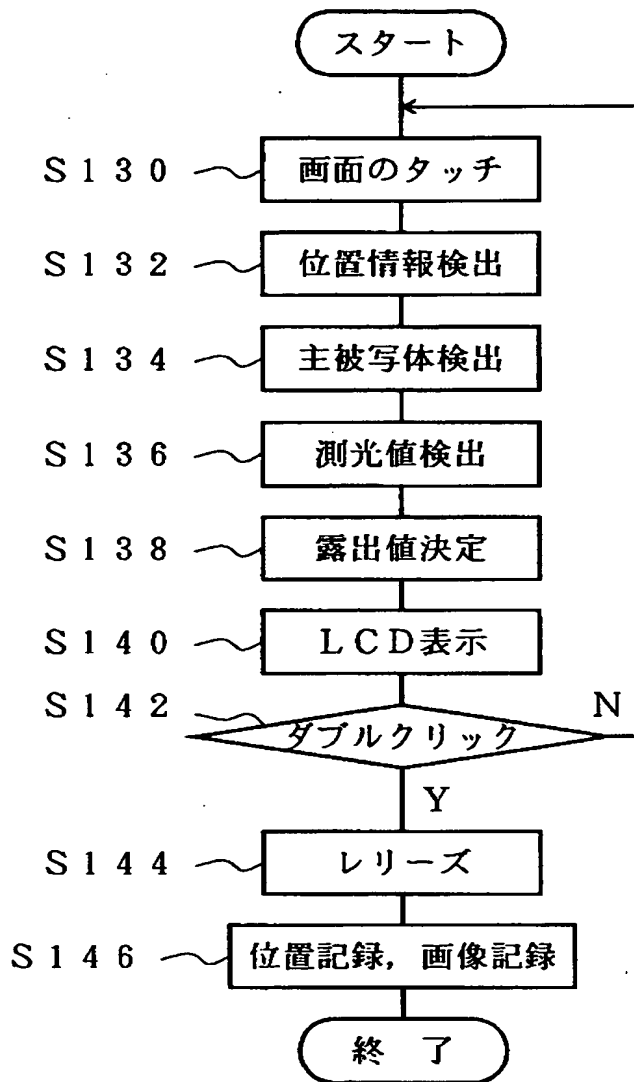 スタート
S130 画面のタッチ
S132 位置情報検出
S134 主被写体検出
S136 測光値検出
S138 露出値決定
S140 LCD表示
S142 ダブルクリック N
Y
S144 レリーズ
S146 位置記録，画像記録
終 了